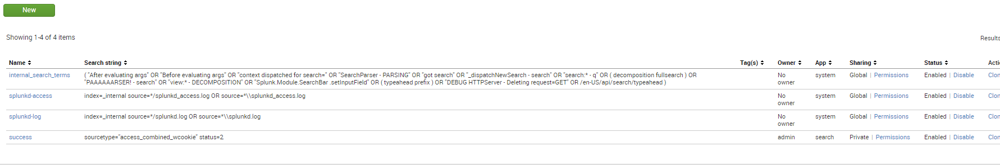 New
Showing 1-4 of 4 items
Results
Name Search string Tag(s) Owner App Sharing Status Actio
internal_search_terms ( "After evaluating args" OR "Before evaluating args" OR "context dispatched for search=" OR "SearchParser - PARSING" OR "got search" OR "_dispatchNewSearch - search" OR "search:* - q" OR ( decomposition fullsearch ) OR No system Global | Permissions Enabled | Disable Clon
"PAAAAAARSER! - search" OR "view:* - DECOMPOSITION" OR "Splunk.Module.SearchBar .setInputField" OR ( typeahead prefix ) OR "DEBUG HTTPServer - Deleting request=GET" OR /en-US/api/search/typeahead ) owner
splunkd-access index=_internal source=*/splunkd_access.log OR source=*\\splunkd_access.log No system Global | Permissions Enabled | Disable Clon
owner
splunkd-log index=_internal source=*/splunkd.log OR source=*\\splunkd.log No system Global | Permissions Enabled | Disable Clon
owner
success sourcetype="access_combined_wcookie" status=2 admin search Private | Permissions Enabled | Disable Clon